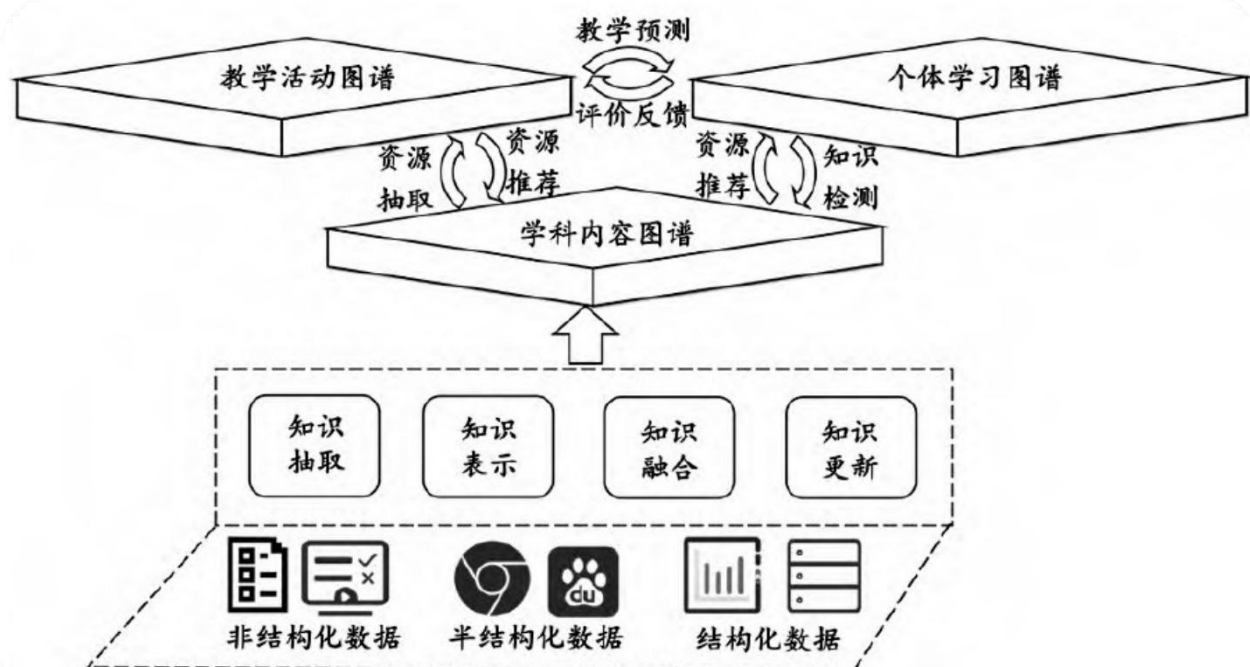 教学预测
教学活动图谱
个体学习图谱
评价反馈
资源
抽取
资源
推荐
资源
推荐
知识
检测
学科内容图谱
知识
抽取
知识
表示
知识
融合
知识
更新
du
非结构化数据
半结构化数据
结构化数据